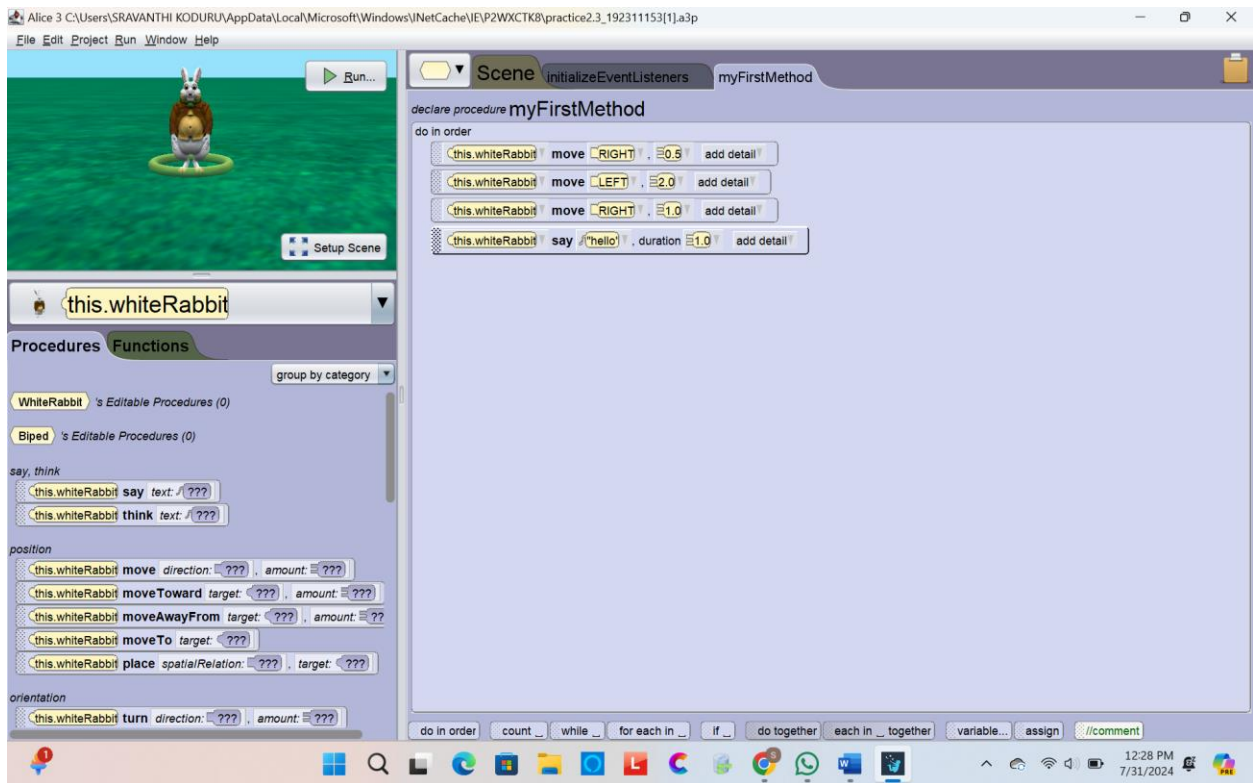 Alice 3 C:\Users\SRAVANTHI KODURU\AppData\Local\Microsoft\Windows\INetCache\IE\P2WXCTK8\practice2.3_192311153[1].a3p
File Edit Project Run Window Help
Run...
Setup Scene
this.whiteRabbit
Procedures Functions
group by category
WhiteRabbit 's Editable Procedures (0)
Biped 's Editable Procedures (0)
say, think
this.whiteRabbit say text: ???
this.whiteRabbit think text: ???
position
this.whiteRabbit move direction: ??? , amount: ???
this.whiteRabbit moveToward target: ??? , amount: ???
this.whiteRabbit moveAwayFrom target: ??? , amount: ??
this.whiteRabbit moveTo target: ???
this.whiteRabbit place spatialRelation: ??? , target: ???
orientation
this.whiteRabbit turn direction: ??? , amount: ???
Scene initializeEventListeners myFirstMethod
declare procedure myFirstMethod
do in order
this.whiteRabbit move RIGHT , 0.5 add detail
this.whiteRabbit move LEFT , 2.0 add detail
this.whiteRabbit move RIGHT , 1.0 add detail
this.whiteRabbit say "hello" , duration 1.0 add detail
do in order count _ while _ for each in _ if _ do together each in _ together variable... assign //comment
1
L C S W
12:28 PM
7/31/2024
PRE